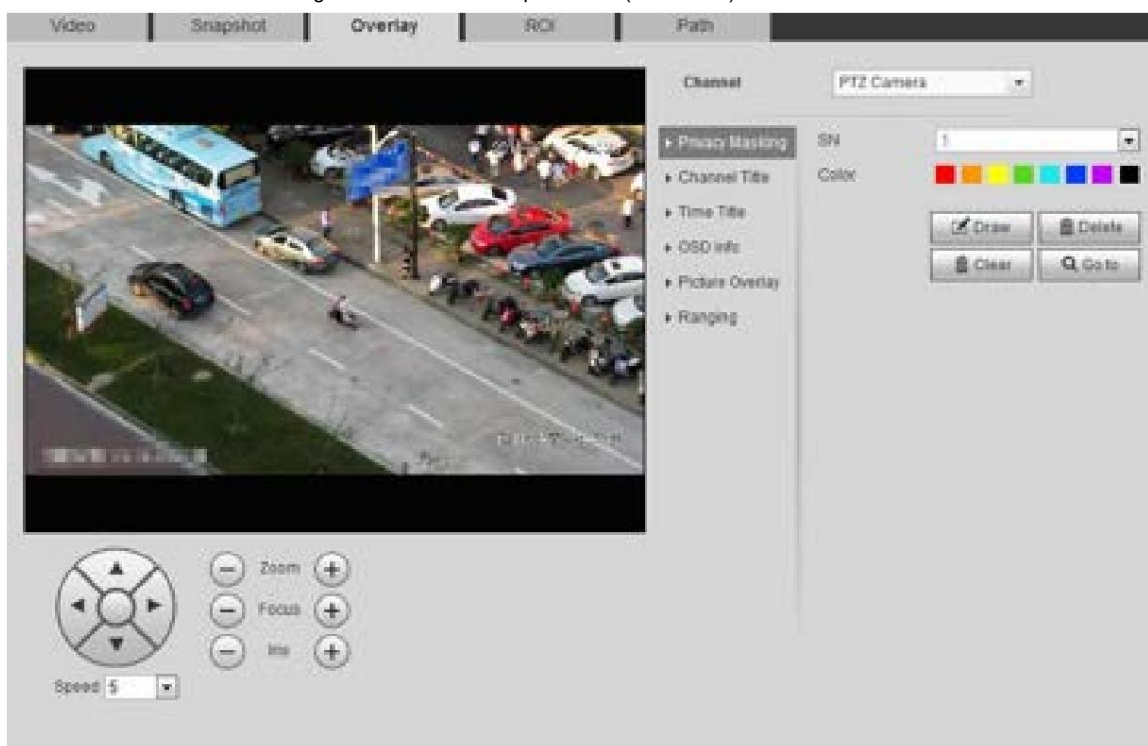 Video Snapshot Overlay ROI Path
Channel PTZ Camera
Privacy Masking
Channel Title
Time Title
OSD info
Picture Overlay
Ranging
SN 1
Color
Draw Delete
Clear Go to
Zoom
Focus
Iris
Speed 5